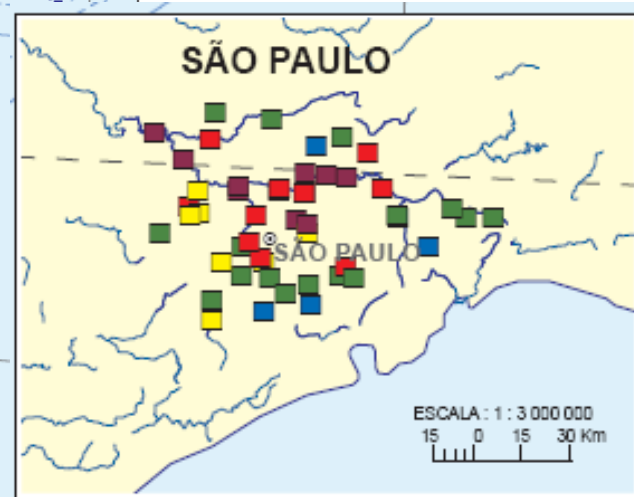 SÃO PAULO
SÃO PAULO
ESCALA : 1 : 3 000 000
15 0 15 30 Km